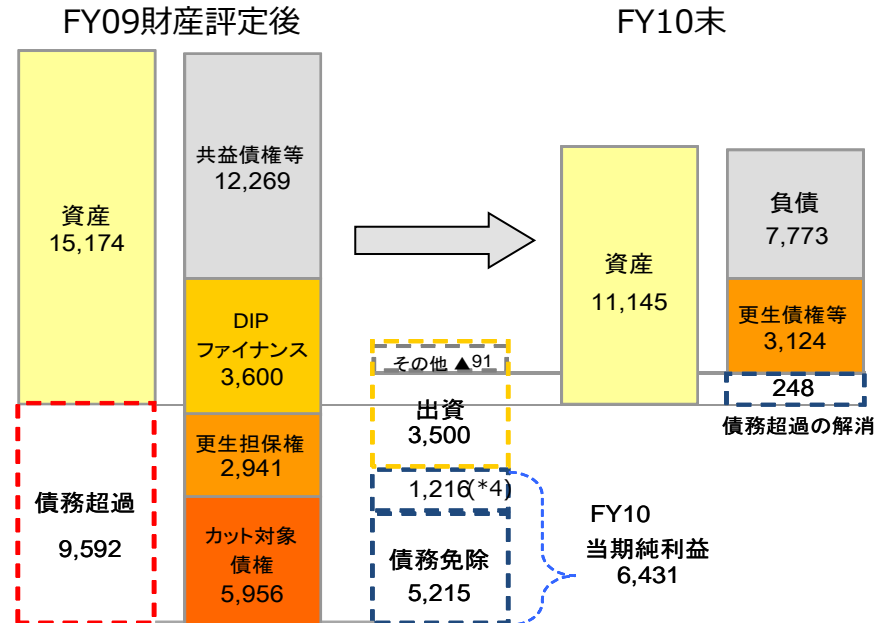 FY09財産評定後
FY10末
資産
15,174
債務超過
9,592
共益債権等
12,269
DIP
ファイナンス
3,600
更生担保権
2,941
カット対象
債権
5,956
その他 ▲91
出資
3,500
1,216(*4)
債務免除
5,215
FY10
当期純利益
6,431
資産
11,145
負債
7,773
更生債権等
3,124
248
債務超過の解消